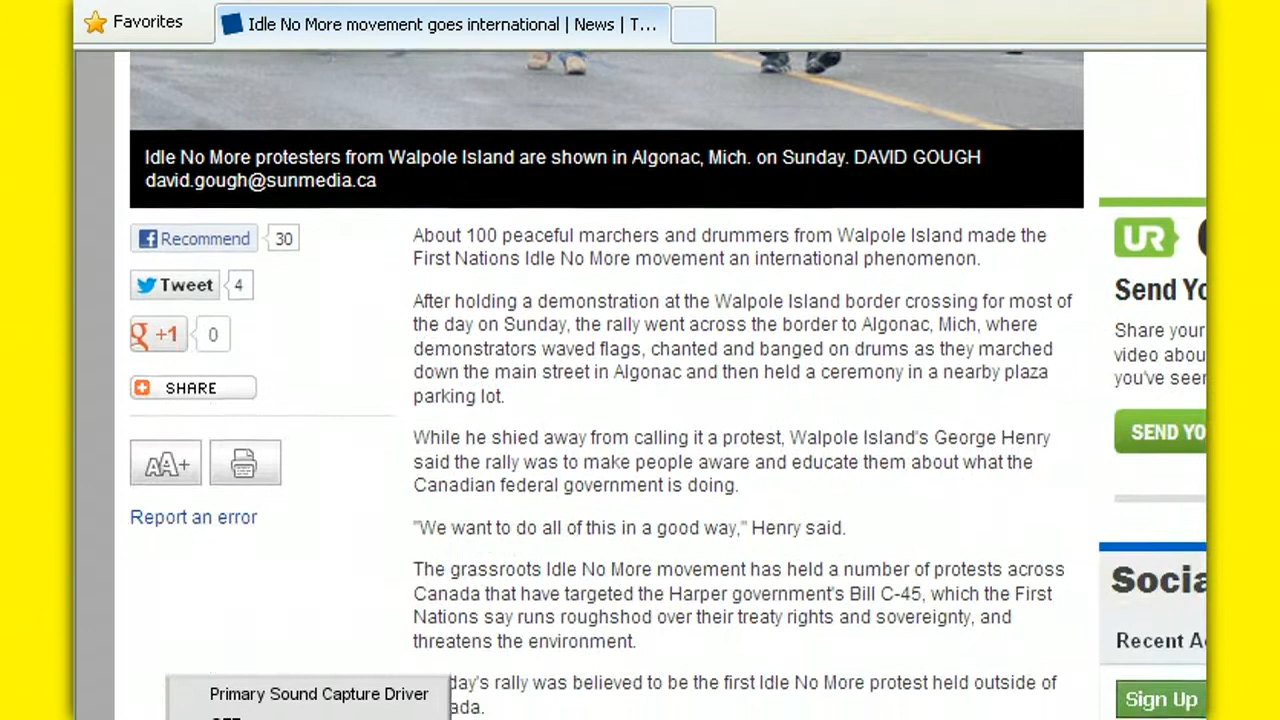 Favorites
Idle No More movement goes international | News | T...
Idle No More protesters from Walpole Island are shown in Algonac, Mich. on Sunday. DAVID GOUGH
david.gough@sunmedia.ca
Recommend 30
Tweet 4
+1 0
SHARE
AA+
Report an error
About 100 peaceful marchers and drummers from Walpole Island made the
First Nations Idle No More movement an international phenomenon.
After holding a demonstration at the Walpole Island border crossing for most of
the day on Sunday, the rally went across the border to Algonac, Mich, where
demonstrators waved flags, chanted and banged on drums as they marched
down the main street in Algonac and then held a ceremony in a nearby plaza
parking lot.
While he shied away from calling it a protest, Walpole Island's George Henry
said the rally was to make people aware and educate them about what the
Canadian federal government is doing.
"We want to do all of this in a good way," Henry said.
The grassroots Idle No More movement has held a number of protests across
Canada that have targeted the Harper government's Bill C-45, which the First
Nations say runs roughshod over their treaty rights and sovereignty, and
threatens the environment.
day's rally was believed to be the first Idle No More protest held outside of
ada.
Primary Sound Capture Driver
UR
Send Yo
Share your
video abou
you've seen
SEND YO
Socia
Recent Ac
Sign Up